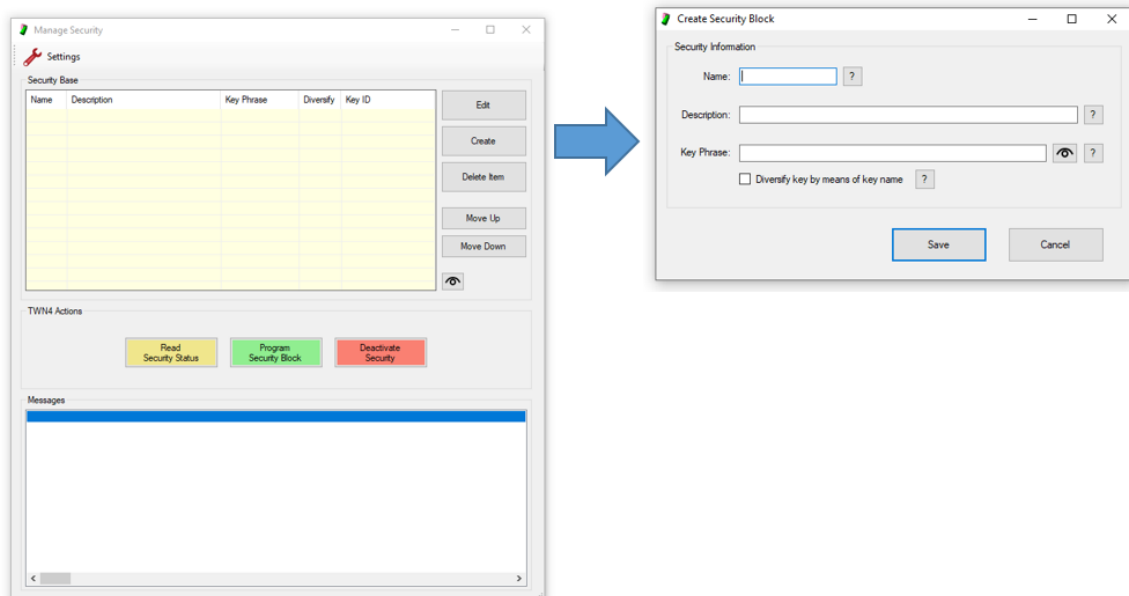 Manage Security
Settings
Security Base
Name Description Key Phrase Diversify Key ID
Edit
Create
Delete Item
Move Up
Move Down
TWN4 Actions
Read
Security Status
Program
Security Block
Deactivate
Security
Messages
Create Security Block
Security Information
Name: ?
Description: ?
Key Phrase: ?
Diversify key by means of key name ?
Save Cancel